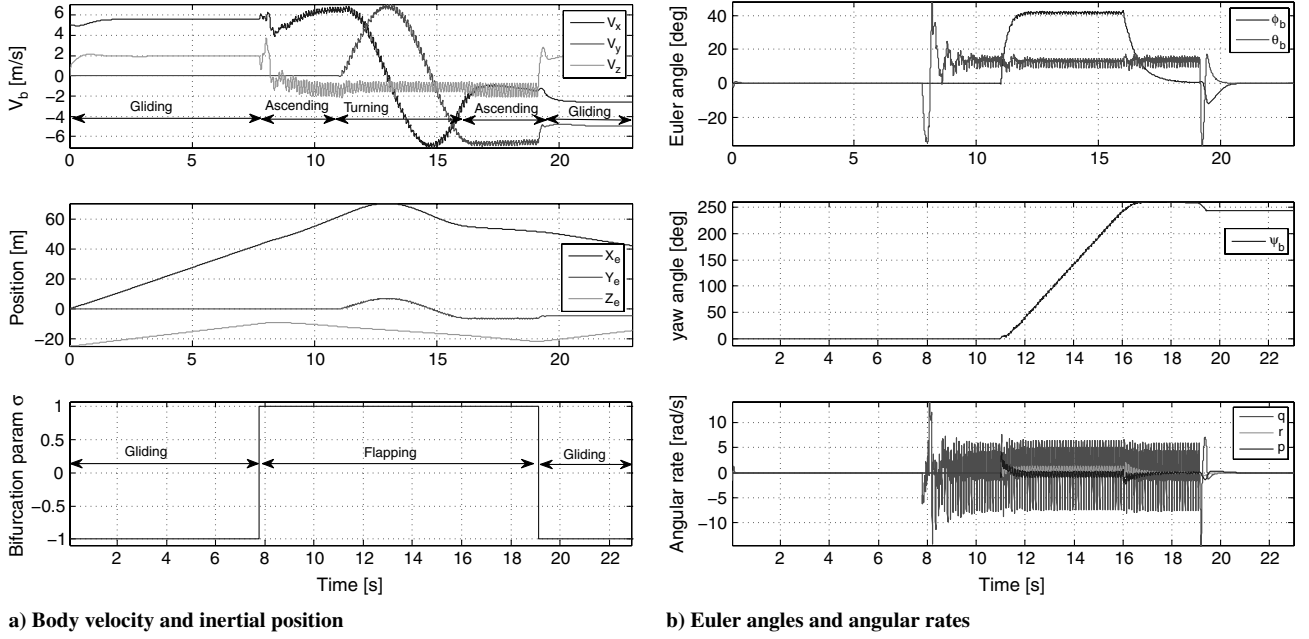 6
4
2
0
−2
−4
−6
V_b [m/s]
V_x
V_y
V_z
Gliding
Ascending
Turning
Ascending
Gliding
0 5 10 15 20
60
40
20
0
−20
Position [m]
X_e
Y_e
Z_e
0 5 10 15 20
1
0.5
0
−0.5
−1
Bifurcation param σ
Gliding
Flapping
Gliding
2 4 6 8 10 12 14 16 18 20 22
Time [s]
a) Body velocity and inertial position
40
20
0
−20
Euler angle [deg]
ϕ_b
θ_b
0 5 10 15 20
250
200
150
100
50
0
yaw angle [deg]
ψ_b
2 4 6 8 10 12 14 16 18 20 22
10
5
0
−5
−10
Angular rate [rad/s]
q
r
p
2 4 6 8 10 12 14 16 18 20 22
Time [s]
b) Euler angles and angular rates